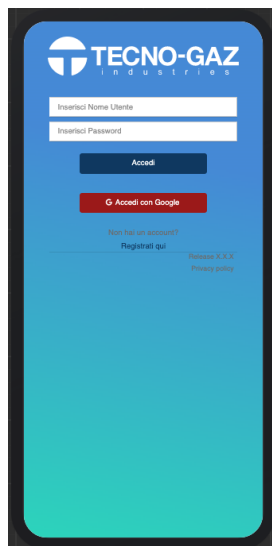 TECNO-GAZ
industries
Inserisci Nome Utente
Inserisci Password
Accedi
G Accedi con Google
Non hai un account?
Registrati qui
Release X.X.X
Privacy policy